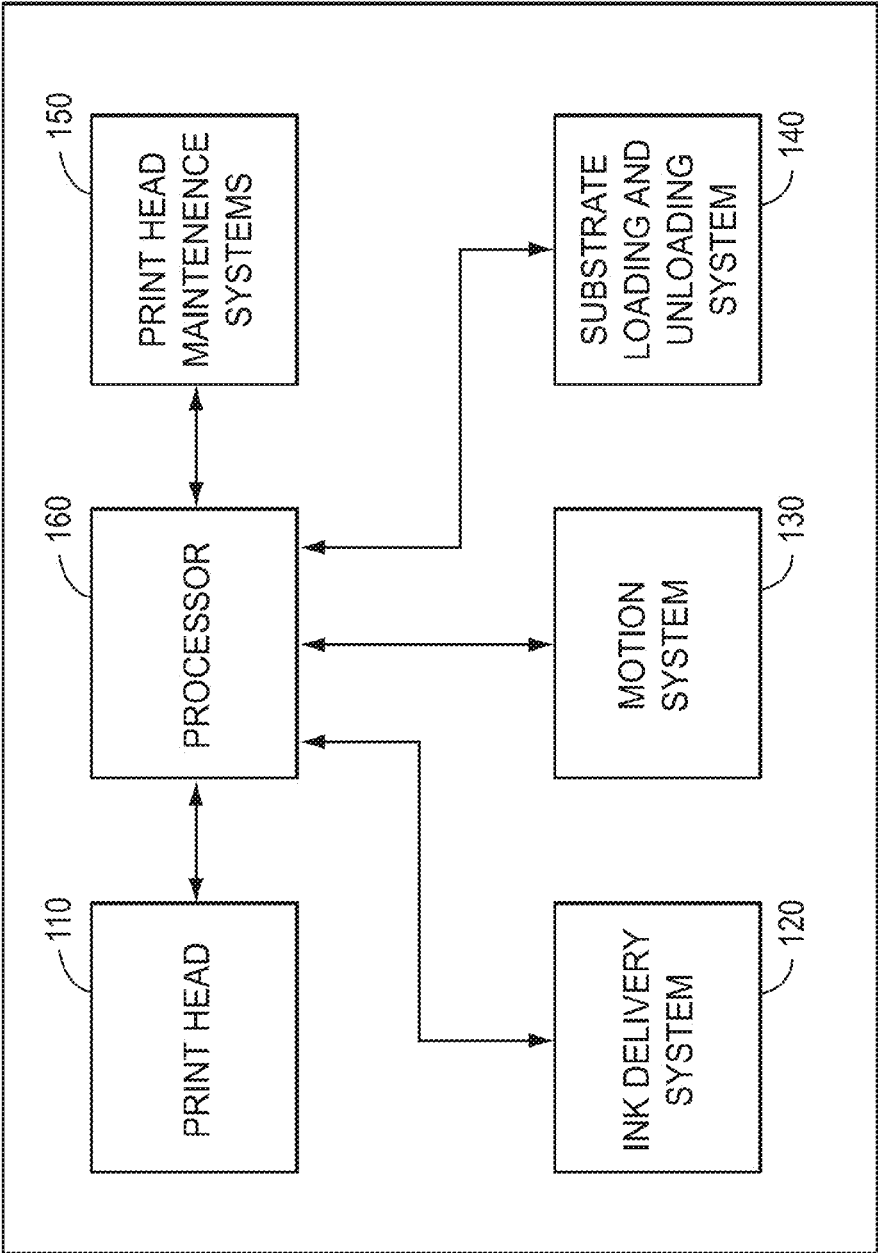 110
PRINT HEAD
160
PROCESSOR
150
PRINT HEAD
MAINTENENCE
SYSTEMS
INK DELIVERY
SYSTEM
120
MOTION
SYSTEM
130
SUBSTRATE
LOADING AND
UNLOADING
SYSTEM
140